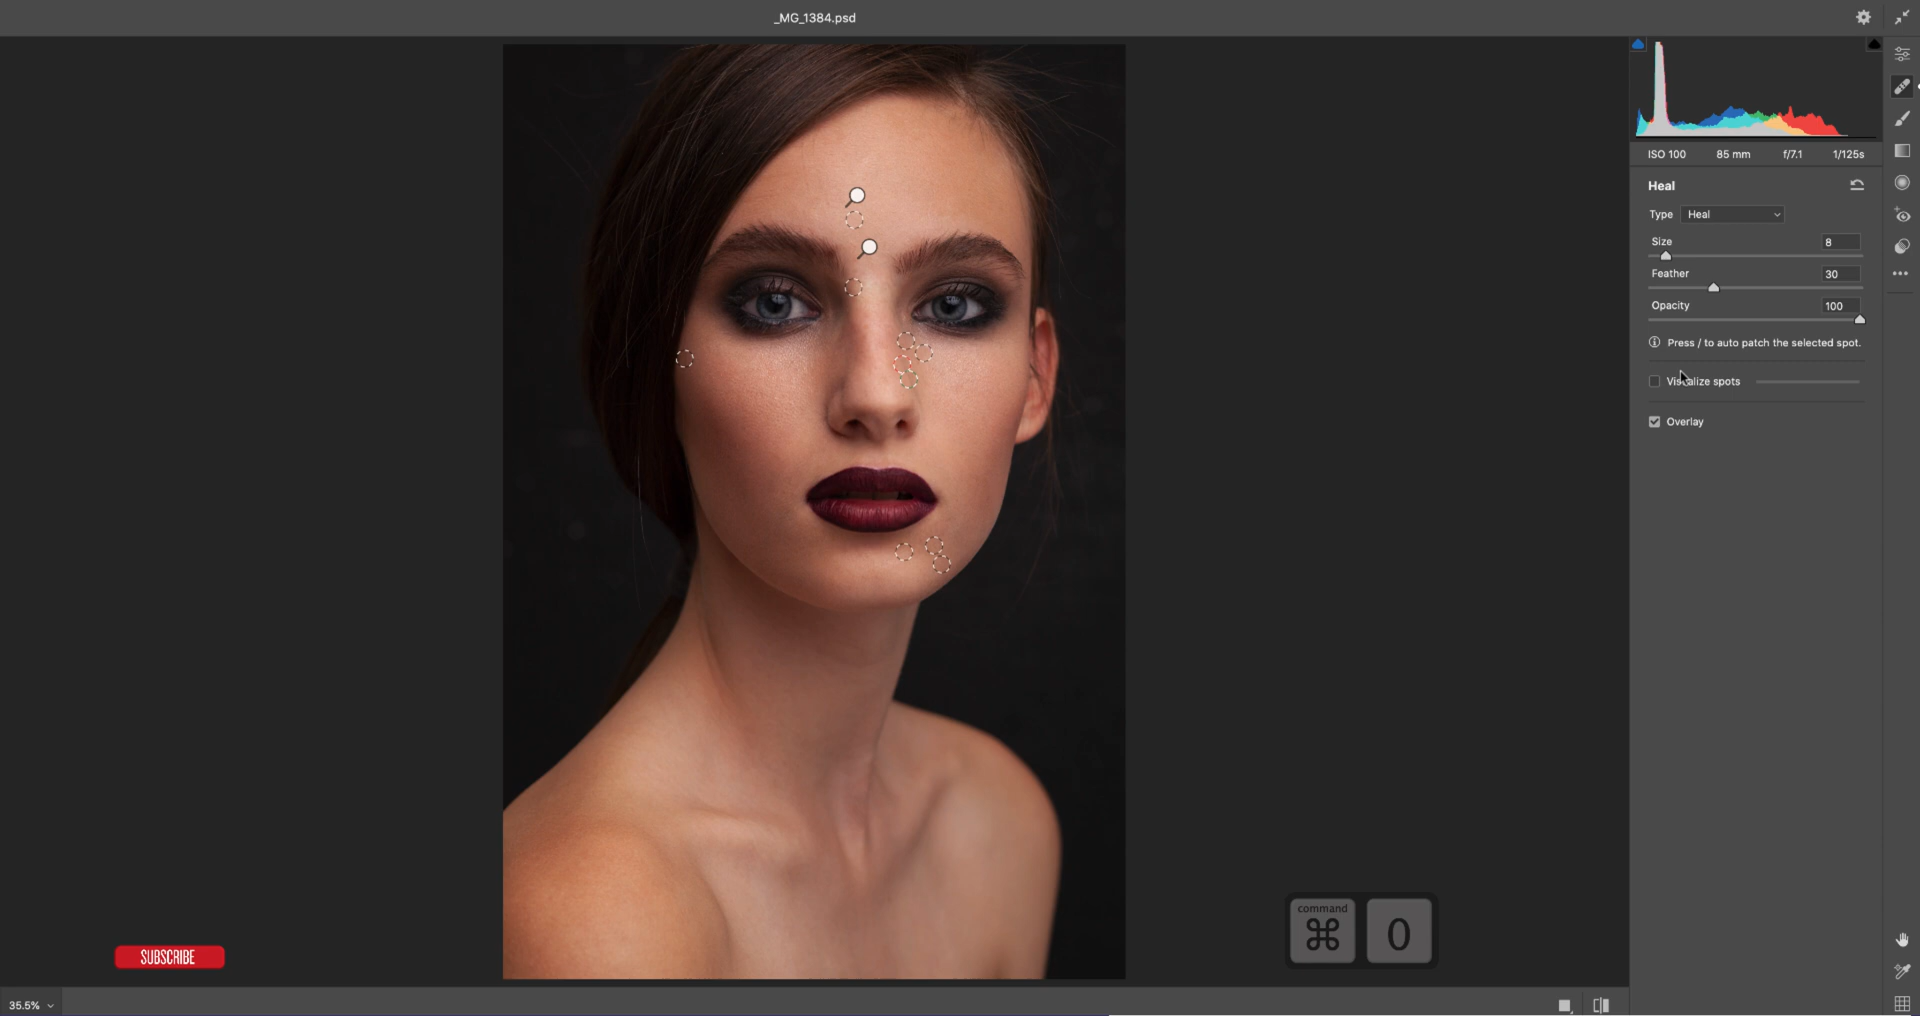 _MG_1384.psd
ISO 100 85 mm f/7.1 1/125s
Heal
Type Heal
Size 8
Feather 30
Opacity 100
Press / to auto patch the selected spot.
Visualize spots
Overlay
command
⌘ 0
SUBSCRIBE
35.5%